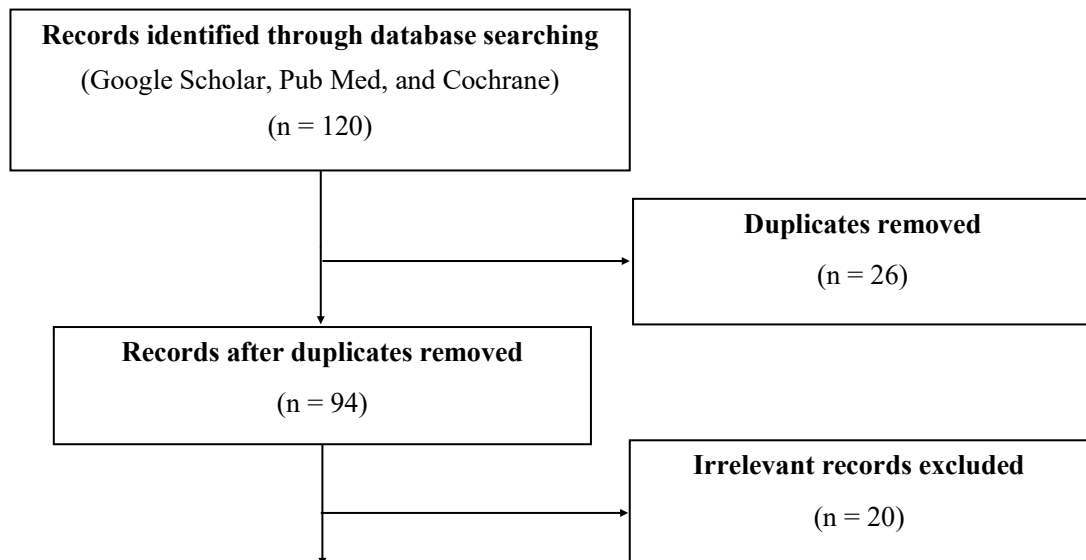 Records identified through database searching
(Google Scholar, Pub Med, and Cochrane)
(n = 120)
Duplicates removed
(n = 26)
Records after duplicates removed
(n = 94)
Irrelevant records excluded
(n = 20)